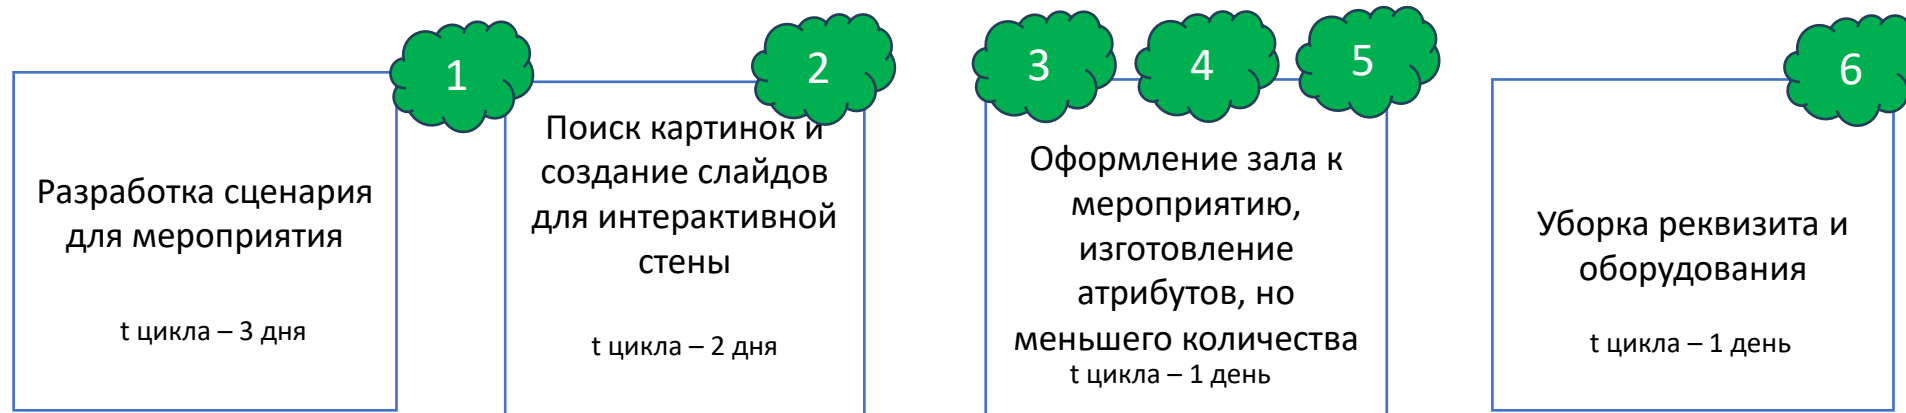 1
Разработка сценария
для мероприятия
t цикла – 3 дня
2
Поиск картинок и
создание слайдов
для интерактивной
стены
t цикла – 2 дня
3 4 5
Оформление зала к
мероприятию,
изготовление
атрибутов, но
меньшего количества
t цикла – 1 день
6
Уборка реквизита и
оборудования
t цикла – 1 день